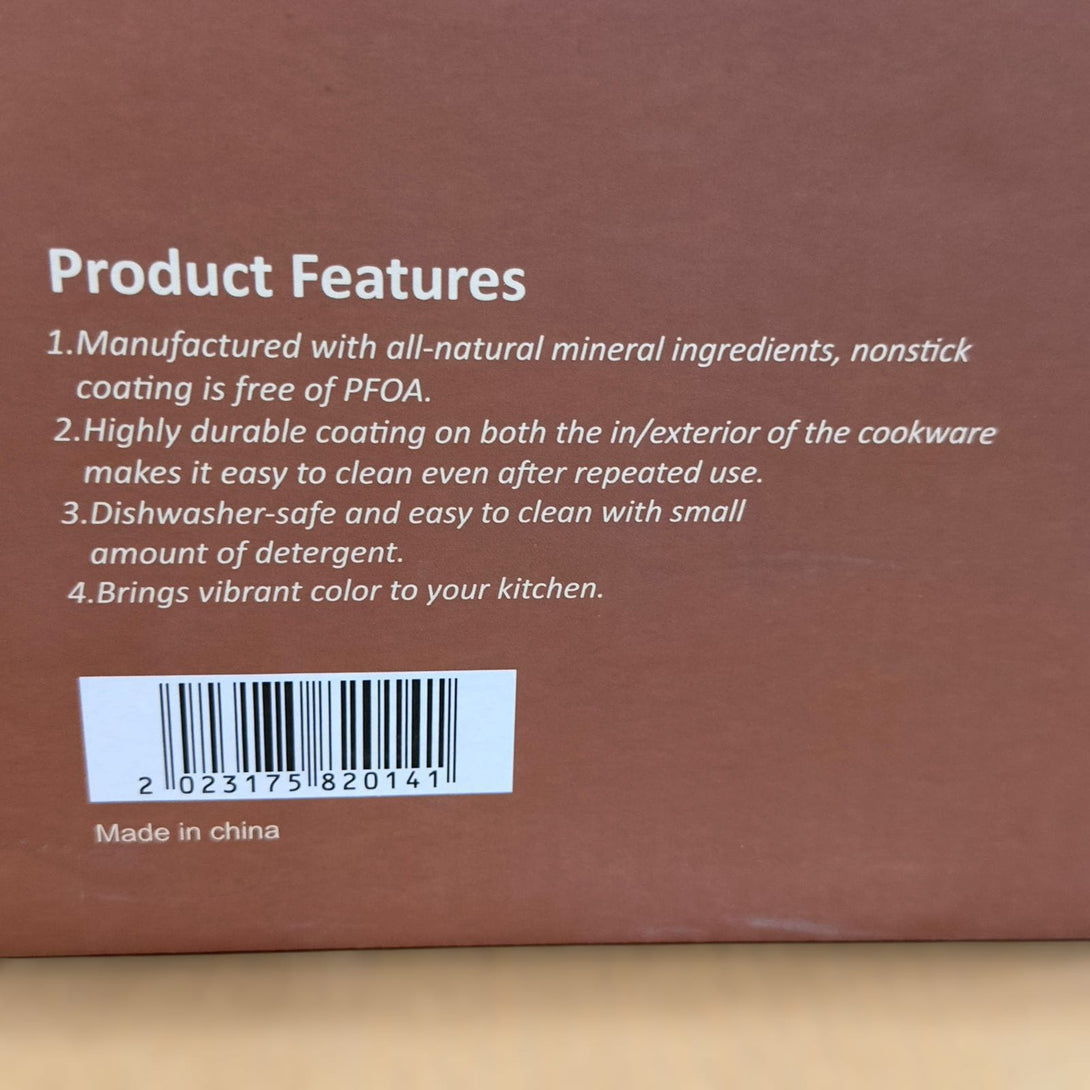 Product Features
1.Manufactured with all-natural mineral ingredients, nonstick
coating is free of PFOA.
2.Highly durable coating on both the in/exterior of the cookware
makes it easy to clean even after repeated use.
3.Dishwasher-safe and easy to clean with small
amount of detergent.
4.Brings vibrant color to your kitchen.
2 023175 820141
Made in china